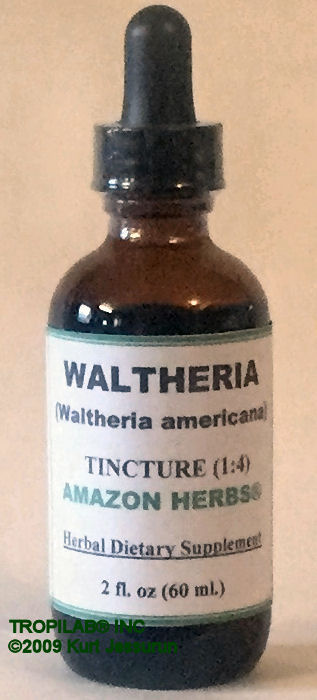 WALTHERIA
(Waltheria americana)
TINCTURE (1:4)
AMAZON HERBS®
Herbal Dietary Supplement
2 fl. oz (60 ml.)
TROPILAB® INC
©2009 Kurt